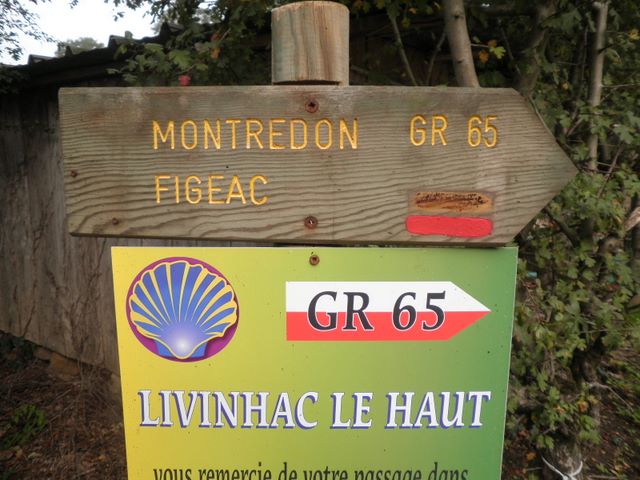 MONTREDON GR 65
FIGEAC
GR 65
LIVINHAC LE HAUT
vous remercie de votre passage dans